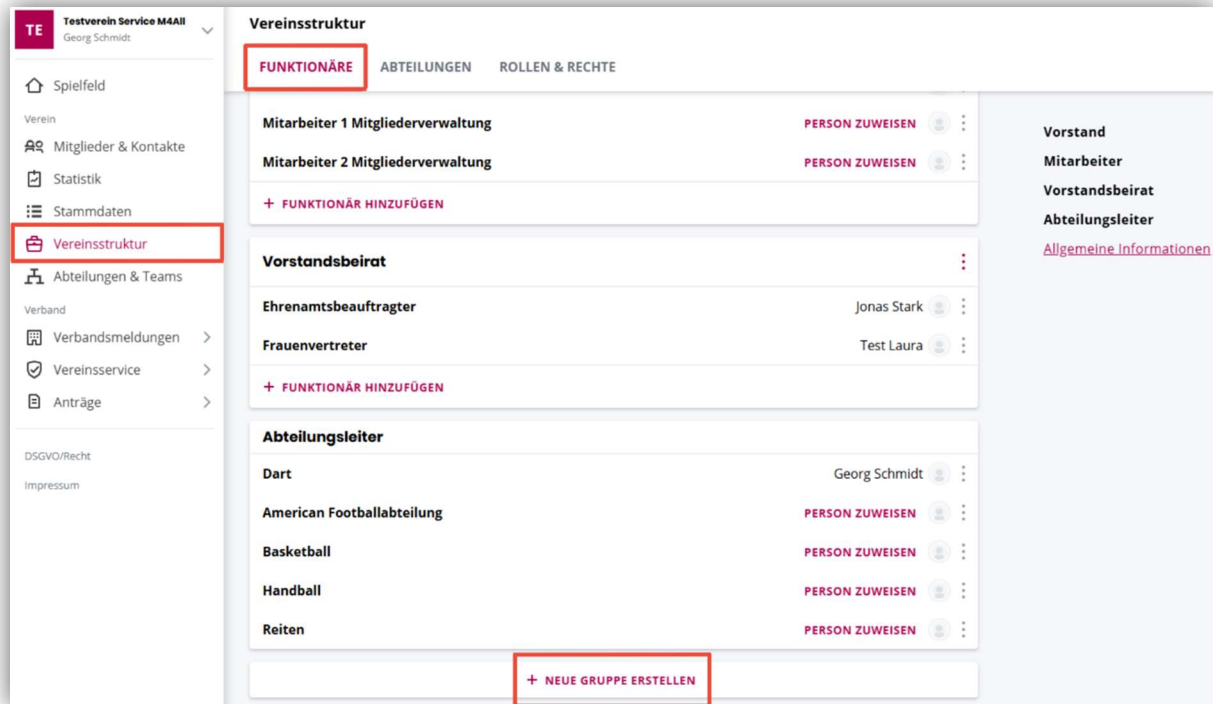 TE
Testverein Service M4All
Georg Schmidt
Spielfeld
Verein
Mitglieder & Kontakte
Statistik
Stammdaten
Vereinsstruktur
Abteilungen & Teams
Verband
Verbandsmeldungen
Vereinsservice
Anträge
DSGVO/Recht
Impressum
Vereinsstruktur
FUNKTIONÄRE ABTEILUNGEN ROLLEN & RECHTE
Mitarbeiter 1 Mitgliederverwaltung PERSON ZUWEISEN
Mitarbeiter 2 Mitgliederverwaltung PERSON ZUWEISEN
+ FUNKTIONÄR HINZUFÜGEN
Vorstandsbeirat
Ehrenamtsbeauftragter Jonas Stark
Frauenvertreter Test Laura
+ FUNKTIONÄR HINZUFÜGEN
Abteilungsleiter
Dart Georg Schmidt
American Footballabteilung PERSON ZUWEISEN
Basketball PERSON ZUWEISEN
Handball PERSON ZUWEISEN
Reiten PERSON ZUWEISEN
+ NEUE GRUPPE ERSTELLEN
Vorstand
Mitarbeiter
Vorstandsbeirat
Abteilungsleiter
Allgemeine Informationen